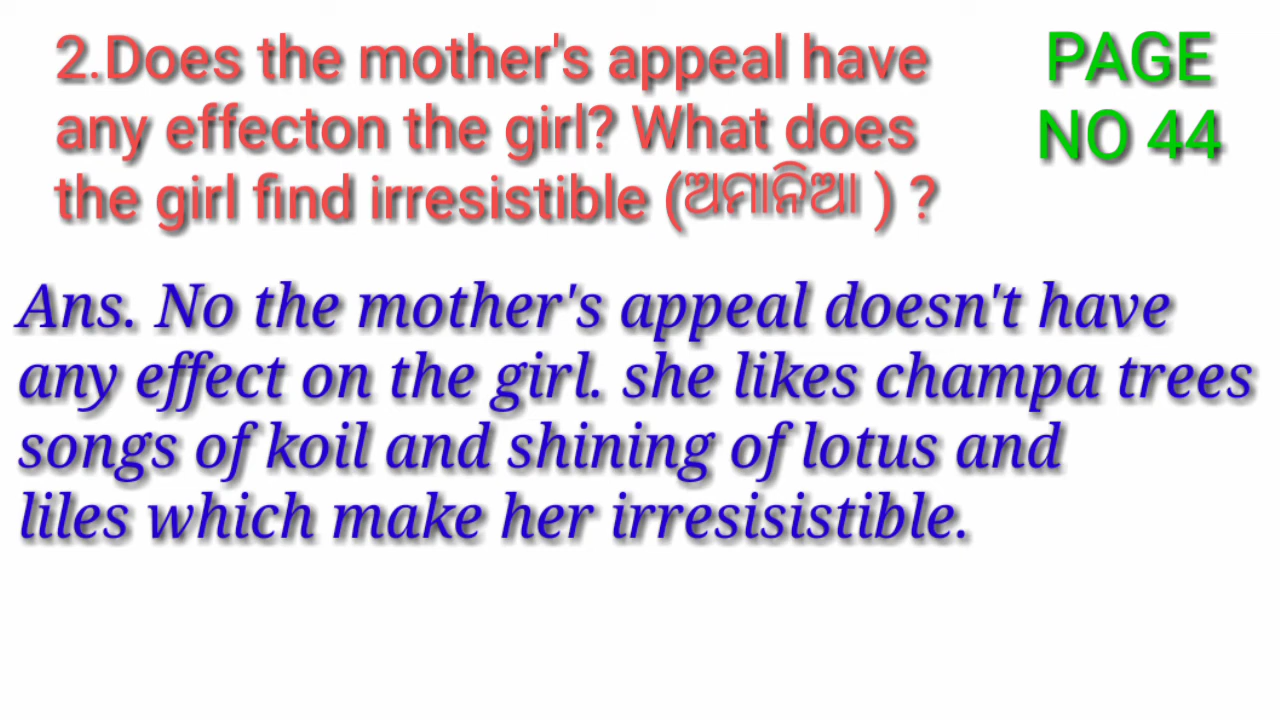 2.Does the mother's appeal have
any effecton the girl? What does
the girl find irresistible (ଅମାନିଆ ) ?
PAGE
NO 44
Ans. No the mother's appeal doesn't have
any effect on the girl. she likes champa trees
songs of koil and shining of lotus and
liles which make her irresisistible.